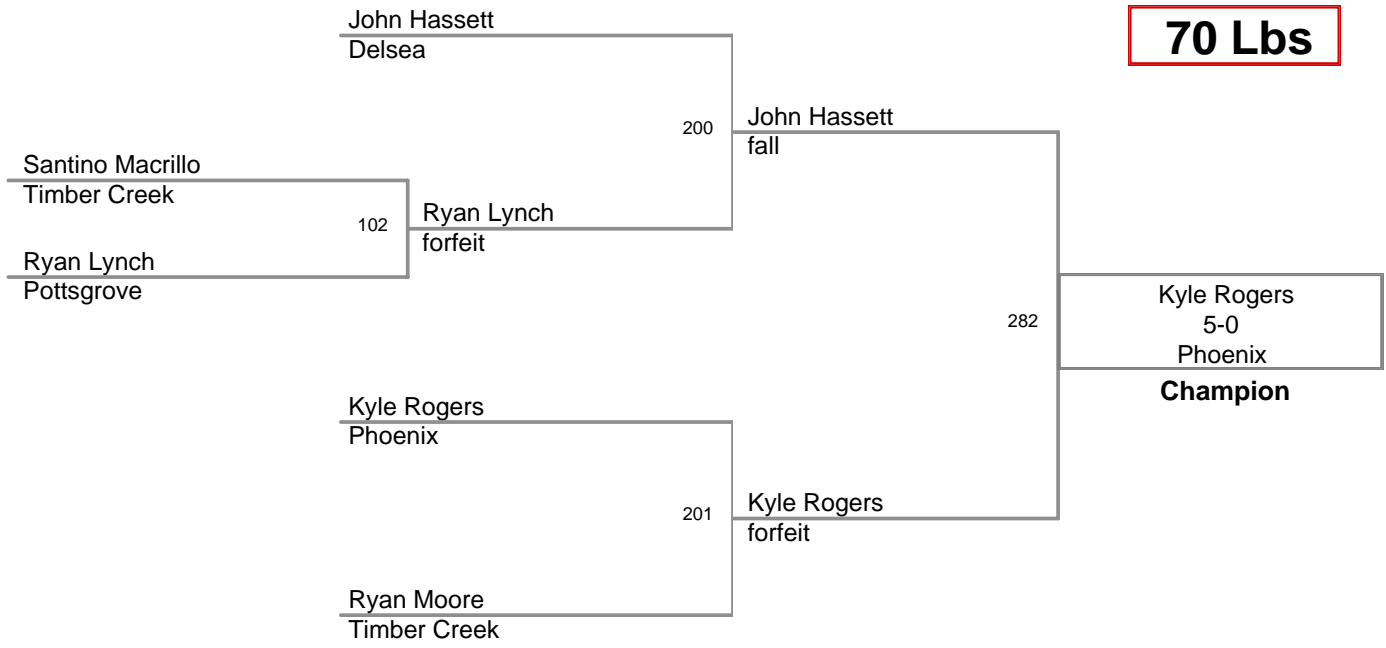 John Hassett
Delsea
70 Lbs
200
John Hassett
fall
Santino Macrillo
Timber Creek
102
Ryan Lynch
forfeit
Ryan Lynch
Pottsgrove
282
Kyle Rogers
5-0
Phoenix
Champion
Kyle Rogers
Phoenix
201
Kyle Rogers
forfeit
Ryan Moore
Timber Creek